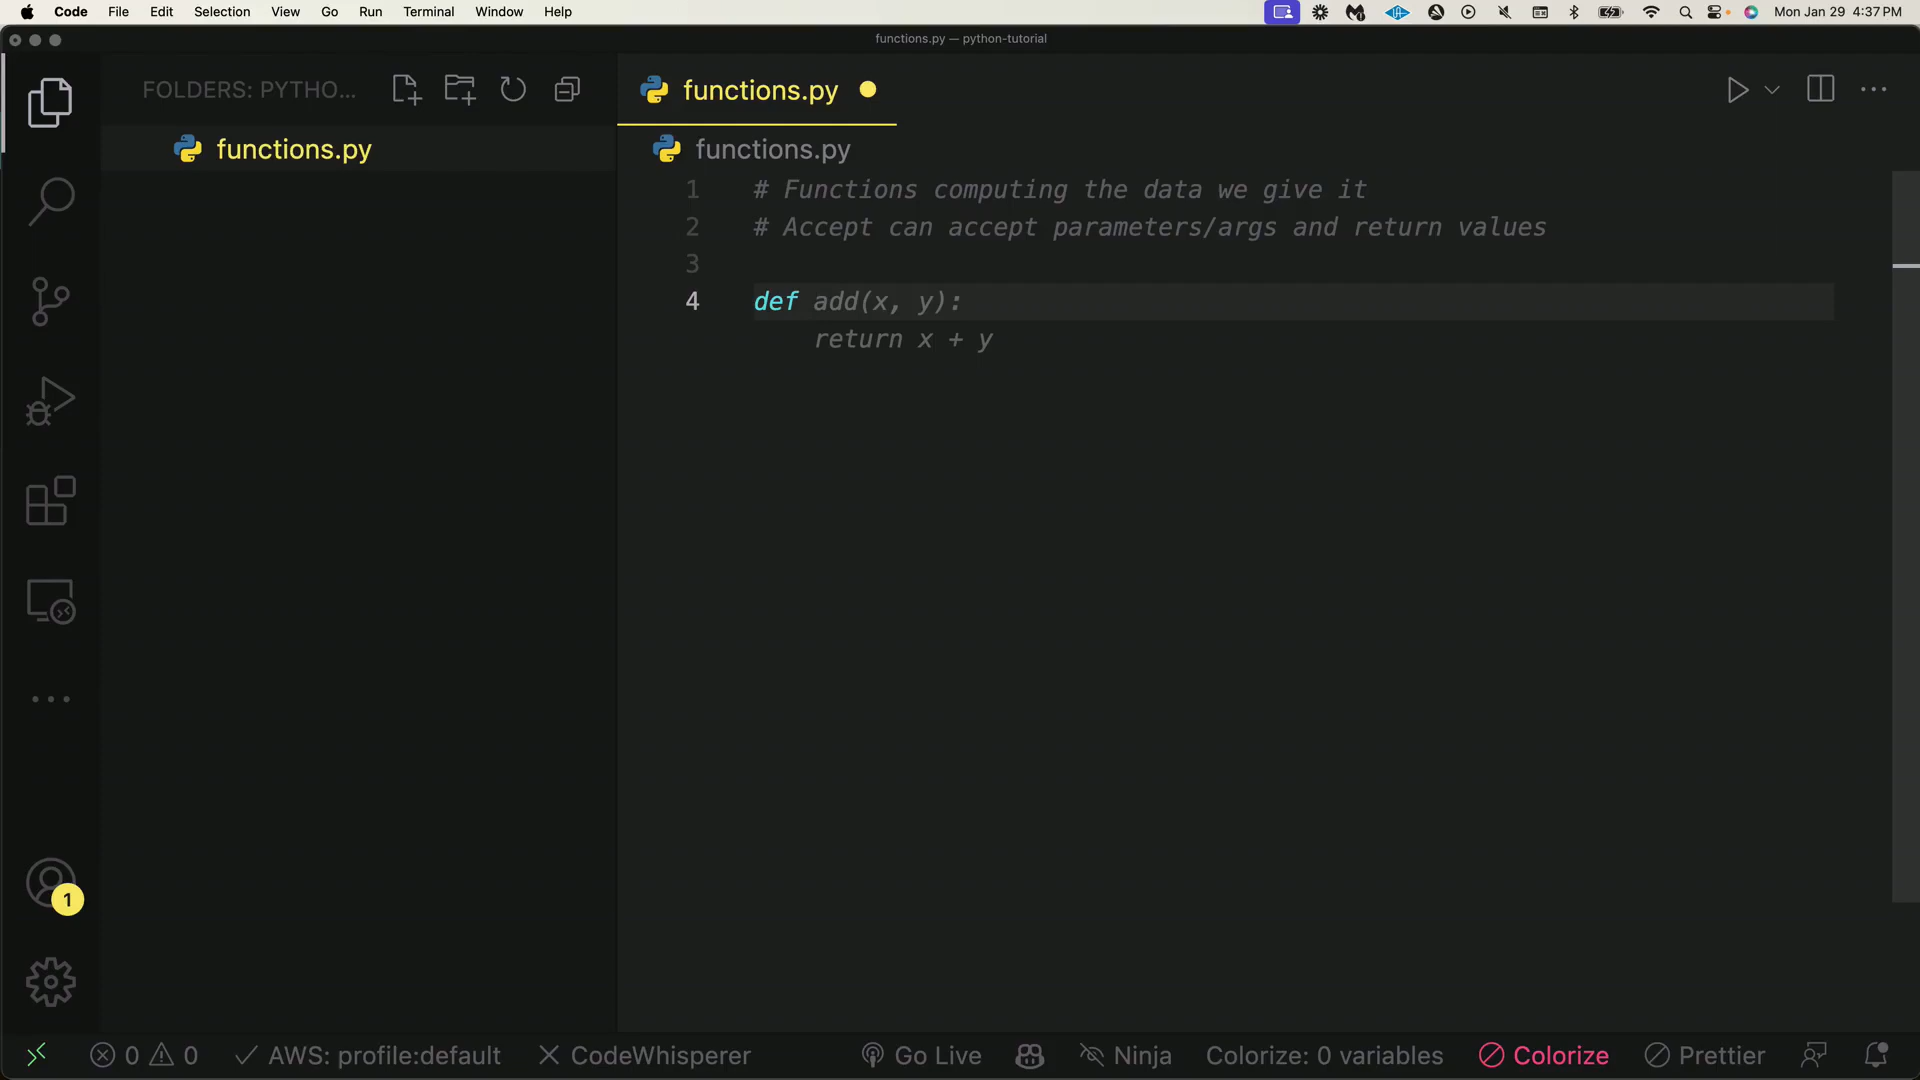 Code File Edit Selection View Go Run Terminal Window Help Mon Jan 29 4:37 PM
functions.py — python-tutorial
FOLDERS: PYTHO...
functions.py
functions.py
functions.py
1 # Functions computing the data we give it
2 # Accept can accept parameters/args and return values
3
4 def add(x, y):
return x + y
1
0 0 AWS: profile:default CodeWhisperer Go Live Ninja Colorize: 0 variables Colorize Prettier